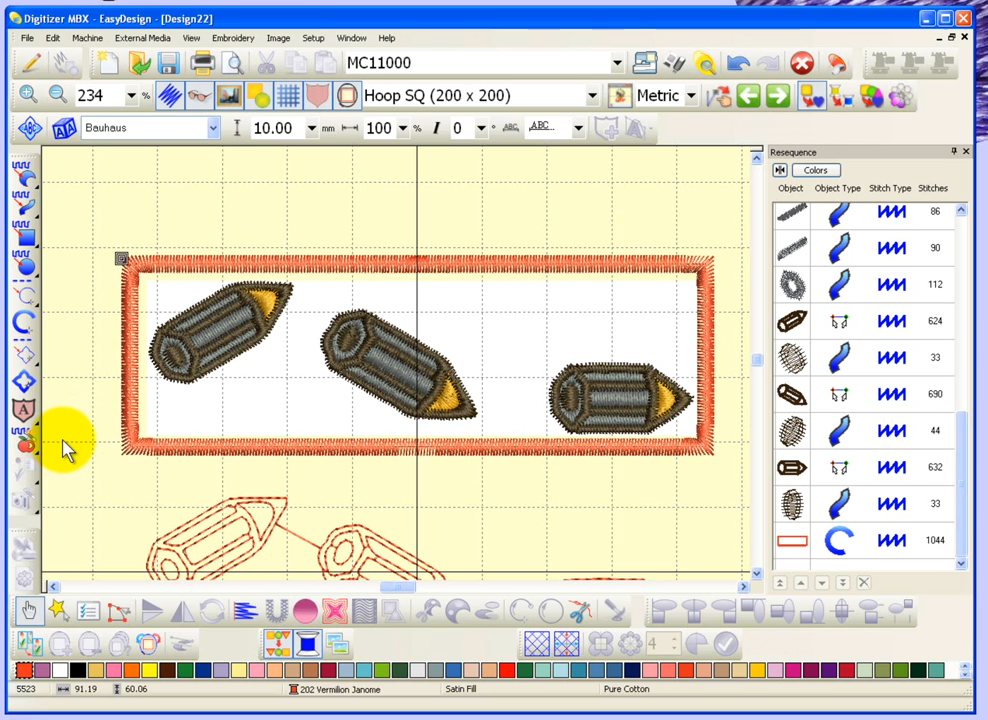 Digitizer MBX - EasyDesign - [Design22]
File Edit Machine External Media View Embroidery Image Setup Window Help
MC11000
234 % Hoop SQ (200 x 200) Metric
Bauhaus 10.00 mm 100 % 0 ° ABC ABC...
Resequence
Colors
Object Object Type Stitch Type Stitches
86
90
112
624
33
690
44
632
33
1044
4
5523 91.19 60.06 202 Vermilion Janome Satin Fill Pure Cotton